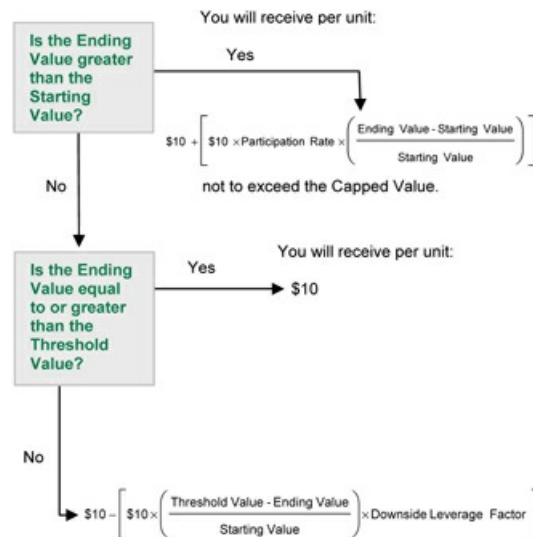 You will receive per unit:
Is the Ending
Value greater
than the
Starting
Value?
Yes
$10 + [ $10 × Participation Rate × ( Ending Value - Starting Value / Starting Value ) ]
not to exceed the Capped Value.
No
You will receive per unit:
Is the Ending
Value equal
to or greater
than the
Threshold
Value?
Yes
$10
No
$10 – [ $10 × ( Threshold Value - Ending Value / Starting Value ) × Downside Leverage Factor ]